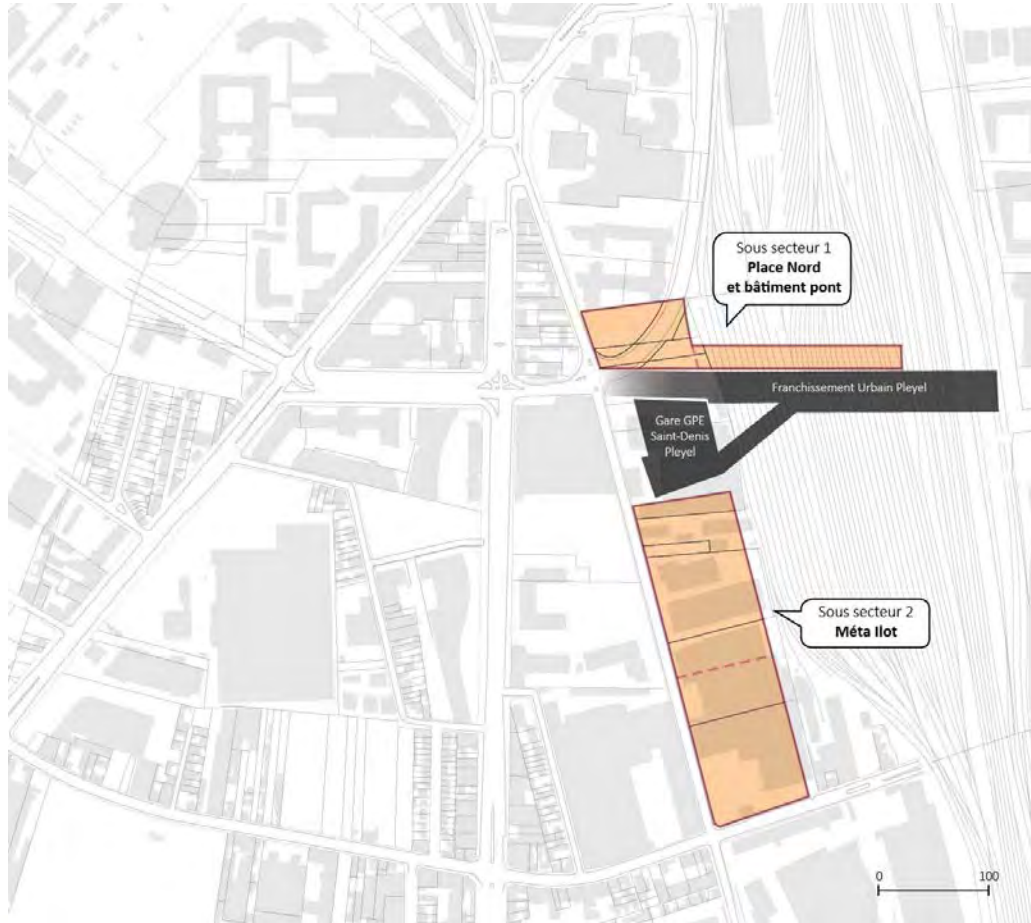 Sous secteur 1
Place Nord
et bâtiment pont
Franchissement Urbain Pleyel
Gare GPE
Saint-Denis
Pleyel
Sous secteur 2
Méta Ilot
0 100